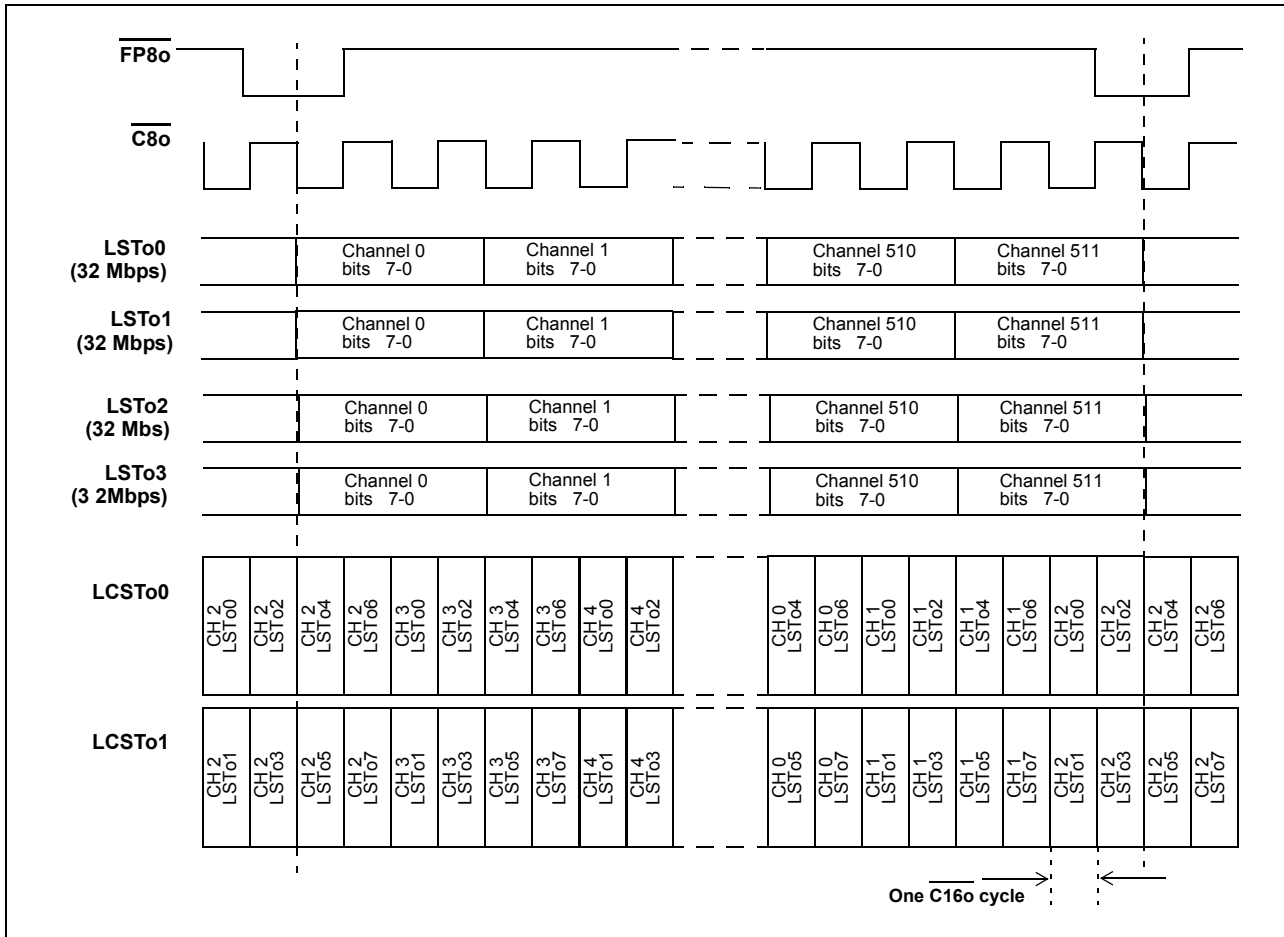 FP8o
C8o
LSTo0
(32 Mbps)
Channel 0
bits 7-0
Channel 1
bits 7-0
Channel 510
bits 7-0
Channel 511
bits 7-0
LSTo1
(32 Mbps)
Channel 0
bits 7-0
Channel 1
bits 7-0
Channel 510
bits 7-0
Channel 511
bits 7-0
LSTo2
(32 Mbs)
Channel 0
bits 7-0
Channel 1
bits 7-0
Channel 510
bits 7-0
Channel 511
bits 7-0
LSTo3
(3 2Mbps)
Channel 0
bits 7-0
Channel 1
bits 7-0
Channel 510
bits 7-0
Channel 511
bits 7-0
LCSTo0
CH 2
LSTo0
CH 2
LSTo2
CH 2
LSTo4
CH 2
LSTo6
CH 3
LSTo0
CH 3
LSTo2
CH 3
LSTo4
CH 3
LSTo6
CH 4
LSTo0
CH 4
LSTo2
CH 0
LSTo4
CH 0
LSTo6
CH 1
LSTo0
CH 1
LSTo2
CH 1
LSTo4
CH 1
LSTo6
CH 2
LSTo0
CH 2
LSTo2
CH 2
LSTo4
CH 2
LSTo6
LCSTo1
CH 2
LSTo1
CH 2
LSTo3
CH 2
LSTo5
CH 2
LSTo7
CH 3
LSTo1
CH 3
LSTo3
CH 3
LSTo5
CH 3
LSTo7
CH 4
LSTo1
CH 4
LSTo3
CH 0
LSTo5
CH 0
LSTo7
CH 1
LSTo1
CH 1
LSTo3
CH 1
LSTo5
CH 1
LSTo7
CH 2
LSTo1
CH 2
LSTo3
CH 2
LSTo5
CH 2
LSTo7
One C16o cycle